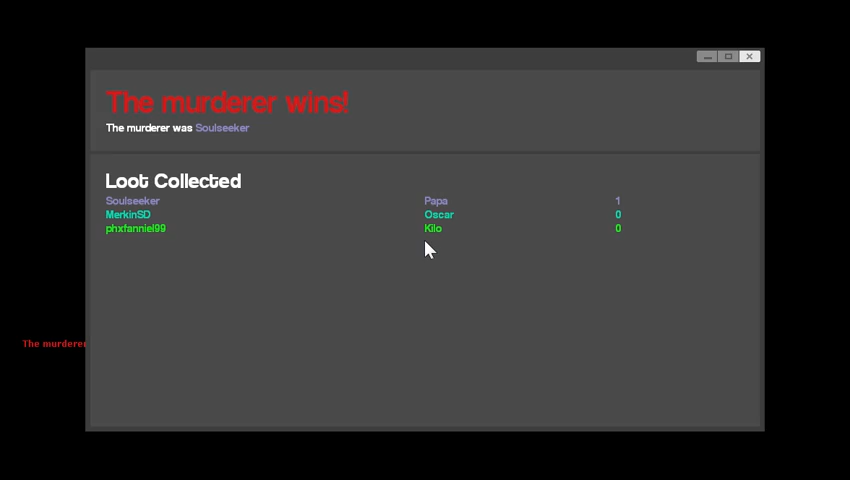 The murderer wins!
The murderer was Soulseeker
Loot Collected
Soulseeker Papa 1
MerkinSD Oscar 0
phxfanniel99 Kilo 0
The murderer